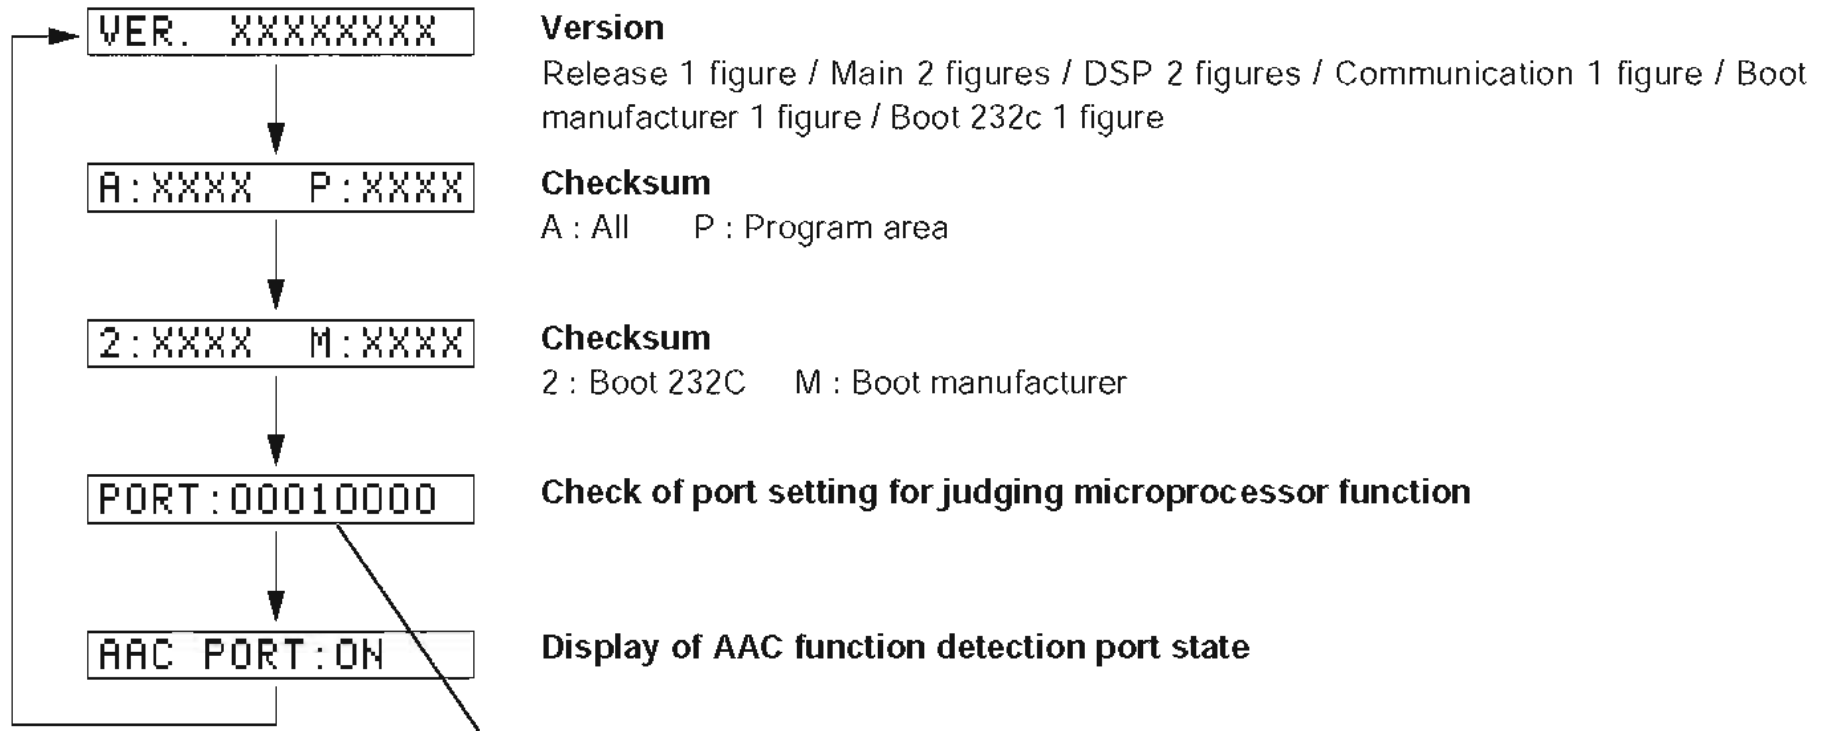 VER. XXXXXXXX
Version
Release 1 figure / Main 2 figures / DSP 2 figures / Communication 1 figure / Boot
manufacturer 1 figure / Boot 232c 1 figure
A:XXXX P:XXXX
Checksum
A : All P : Program area
2:XXXX M:XXXX
Checksum
2 : Boot 232C M : Boot manufacturer
PORT:00010000
Check of port setting for judging microprocessor function
AAC PORT:ON
Display of AAC function detection port state